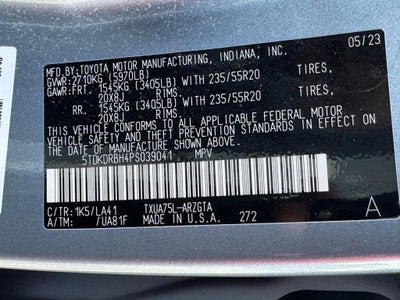 MFD.BY:TOYOTA MOTOR MANUFACTURING, INDIANA, INC.
05/23
GVWR:2710KG (5970LB)
GAWR:FRT. 1545KG (3405LB) WITH 235/55R20 TIRES,
20X8J RIMS.
RR. 1545KG (3405LB) WITH 235/55R20 TIRES,
20X8J RIMS.
THIS VEHICLE CONFORMS TO ALL APPLICABLE FEDERAL MOTOR
VEHICLE SAFETY AND THEFT PREVENTION STANDARDS IN EFFECT
ON THE DATE OF MANUFACTURE SHOWN ABOVE.
5TDKDRBH4PS039041 MPV
C/TR:1K5/LA41 TXUA75L-ARZGTA
A/TM: /UA81F MADE IN U.S.A. 272
A